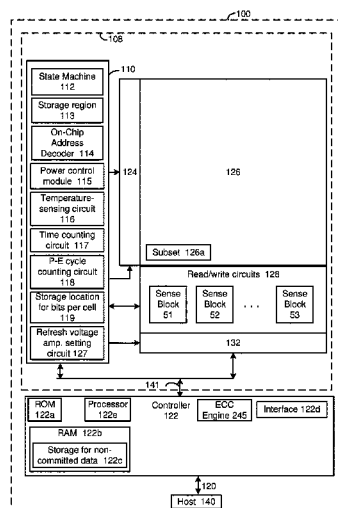 100
108
110
State Machine
112
Storage region
113
On-Chip
Address
Decoder 114
Power control
module 115
Temperature-
sensing circuit
116
Time counting
circuit 117
P-E cycle
counting circuit
118
Storage location
for bits per cell
119
Refresh voltage
amp. setting
circuit 127
124
126
Subset 126a
Read/write circuits 128
Sense
Block
51
Sense
Block
52
. . .
Sense
Block
53
132
141
ROM
122a
Processor
122e
Controller
122
ECC
Engine 245
Interface 122d
RAM 122b
Storage for non-
committed data 122c
120
Host 140